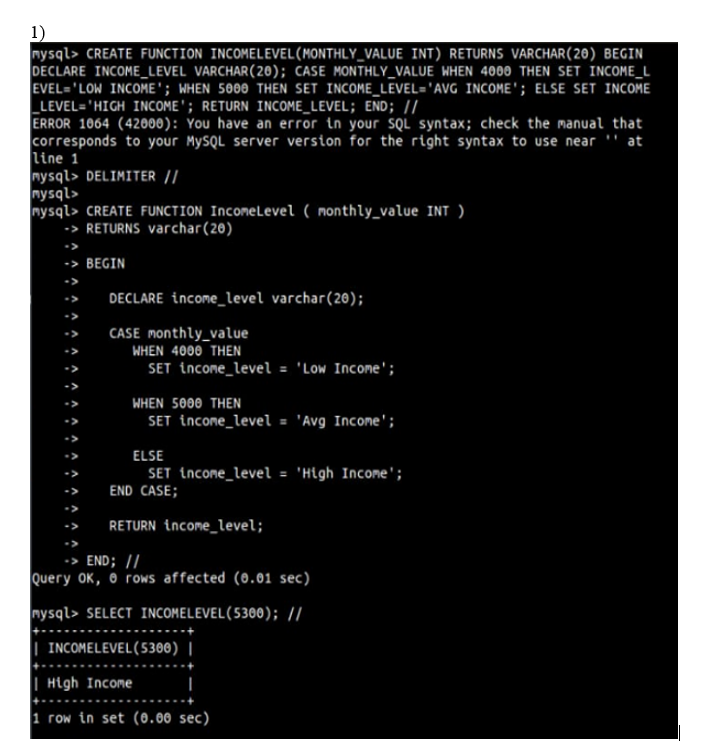 1)
mysql> CREATE FUNCTION INCOMELEVEL(MONTHLY_VALUE INT) RETURNS VARCHAR(20) BEGIN
DECLARE INCOME_LEVEL VARCHAR(20); CASE MONTHLY_VALUE WHEN 4000 THEN SET INCOME_L
EVEL='LOW INCOME'; WHEN 5000 THEN SET INCOME_LEVEL='AVG INCOME'; ELSE SET INCOME
_LEVEL='HIGH INCOME'; RETURN INCOME_LEVEL; END; //
ERROR 1064 (42000): You have an error in your SQL syntax; check the manual that
corresponds to your MySQL server version for the right syntax to use near '' at
line 1
mysql> DELIMITER //
mysql>
mysql> CREATE FUNCTION IncomeLevel ( monthly_value INT )
-> RETURNS varchar(20)
->
-> BEGIN
->
-> DECLARE income_level varchar(20);
->
-> CASE monthly_value
-> WHEN 4000 THEN
-> SET income_level = 'Low Income';
->
-> WHEN 5000 THEN
-> SET income_level = 'Avg Income';
->
-> ELSE
-> SET income_level = 'High Income';
-> END CASE;
->
-> RETURN income_level;
->
-> END; //
Query OK, 0 rows affected (0.01 sec)
mysql> SELECT INCOMELEVEL(5300); //
+-------------------+
| INCOMELEVEL(5300) |
+-------------------+
| High Income |
+-------------------+
1 row in set (0.00 sec)